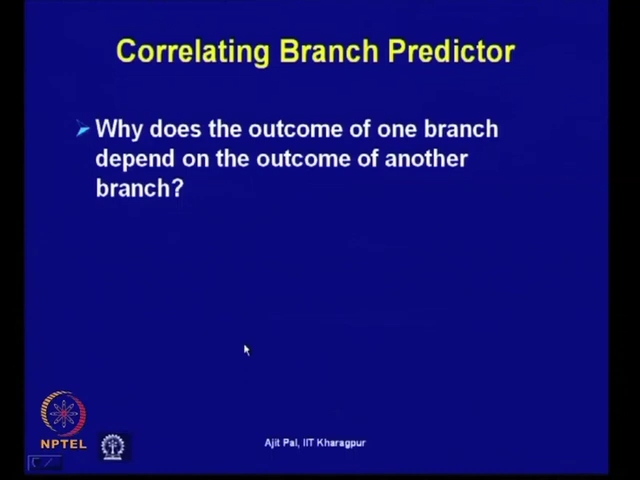 Correlating Branch Predictor
Why does the outcome of one branch
depend on the outcome of another
branch?
NPTEL
Ajit Pal, IIT Kharagpur